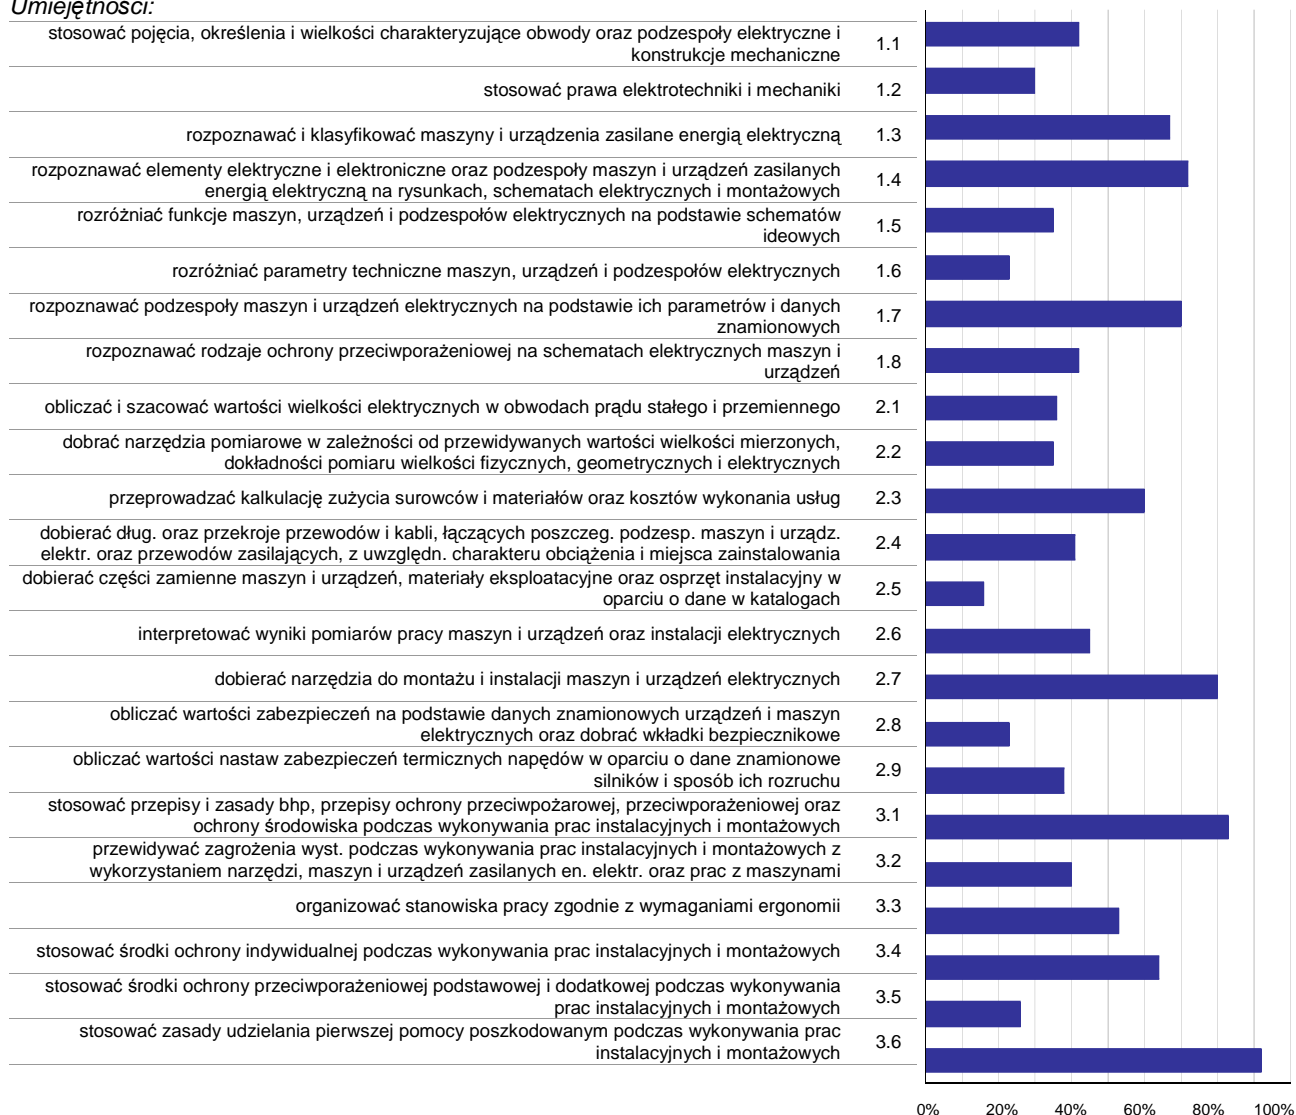 Umiejętności:
stosować pojęcia, określenia i wielkości charakteryzujące obwody oraz podzespoły elektryczne i
konstrukcje mechaniczne
1.1
stosować prawa elektrotechniki i mechaniki
1.2
rozpoznawać i klasyfikować maszyny i urządzenia zasilane energią elektryczną
1.3
rozpoznawać elementy elektryczne i elektroniczne oraz podzespoły maszyn i urządzeń zasilanych
energią elektryczną na rysunkach, schematach elektrycznych i montażowych
1.4
rozróżniać funkcje maszyn, urządzeń i podzespołów elektrycznych na podstawie schematów
ideowych
1.5
rozróżniać parametry techniczne maszyn, urządzeń i podzespołów elektrycznych
1.6
rozpoznawać podzespoły maszyn i urządzeń elektrycznych na podstawie ich parametrów i danych
znamionowych
1.7
rozpoznawać rodzaje ochrony przeciwporażeniowej na schematach elektrycznych maszyn i
urządzeń
1.8
obliczać i szacować wartości wielkości elektrycznych w obwodach prądu stałego i przemiennego
2.1
dobrać narzędzia pomiarowe w zależności od przewidywanych wartości wielkości mierzonych,
dokładności pomiaru wielkości fizycznych, geometrycznych i elektrycznych
2.2
przeprowadzać kalkulację zużycia surowców i materiałów oraz kosztów wykonania usług
2.3
dobierać dług. oraz przekroje przewodów i kabli, łączących poszczeg. podzesp. maszyn i urządz.
elektr. oraz przewodów zasilających, z uwzględn. charakteru obciążenia i miejsca zainstalowania
2.4
dobierać części zamienne maszyn i urządzeń, materiały eksploatacyjne oraz osprzęt instalacyjny w
oparciu o dane w katalogach
2.5
interpretować wyniki pomiarów pracy maszyn i urządzeń oraz instalacji elektrycznych
2.6
dobierać narzędzia do montażu i instalacji maszyn i urządzeń elektrycznych
2.7
obliczać wartości zabezpieczeń na podstawie danych znamionowych urządzeń i maszyn
elektrycznych oraz dobrać wkładki bezpiecznikowe
2.8
obliczać wartości nastaw zabezpieczeń termicznych napędów w oparciu o dane znamionowe
silników i sposób ich rozruchu
2.9
stosować przepisy i zasady bhp, przepisy ochrony przeciwpożarowej, przeciwporażeniowej oraz
ochrony środowiska podczas wykonywania prac instalacyjnych i montażowych
3.1
przewidywać zagrożenia wyst. podczas wykonywania prac instalacyjnych i montażowych z
wykorzystaniem narzędzi, maszyn i urządzeń zasilanych en. elektr. oraz prac z maszynami
3.2
organizować stanowiska pracy zgodnie z wymaganiami ergonomii
3.3
stosować środki ochrony indywidualnej podczas wykonywania prac instalacyjnych i montażowych
3.4
stosować środki ochrony przeciwporażeniowej podstawowej i dodatkowej podczas wykonywania
prac instalacyjnych i montażowych
3.5
stosować zasady udzielania pierwszej pomocy poszkodowanym podczas wykonywania prac
instalacyjnych i montażowych
3.6
0% 20% 40% 60% 80% 100%